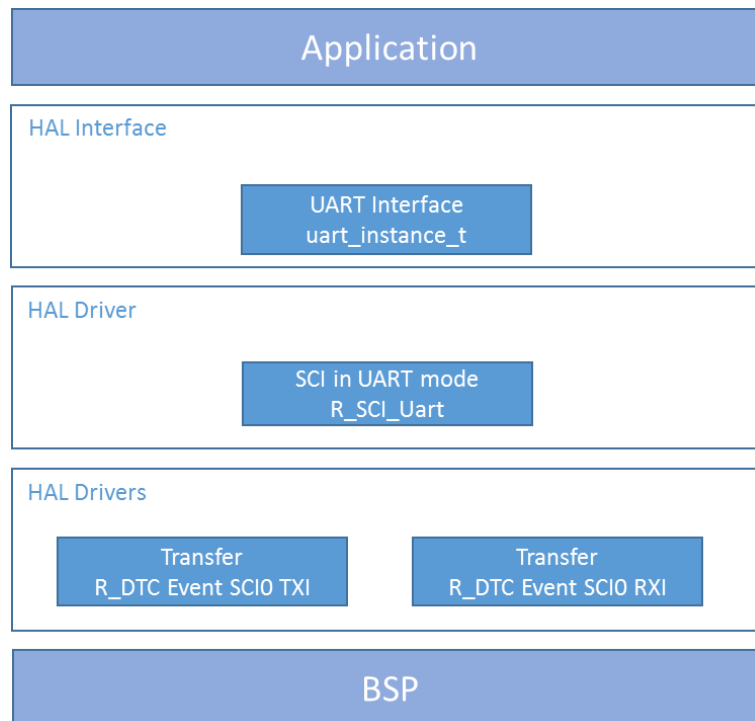 Application
HAL Interface
UART Interface
uart_instance_t
HAL Driver
SCI in UART mode
R_SCI_Uart
HAL Drivers
Transfer
R_DTC Event SCI0 TXI
Transfer
R_DTC Event SCI0 RXI
BSP